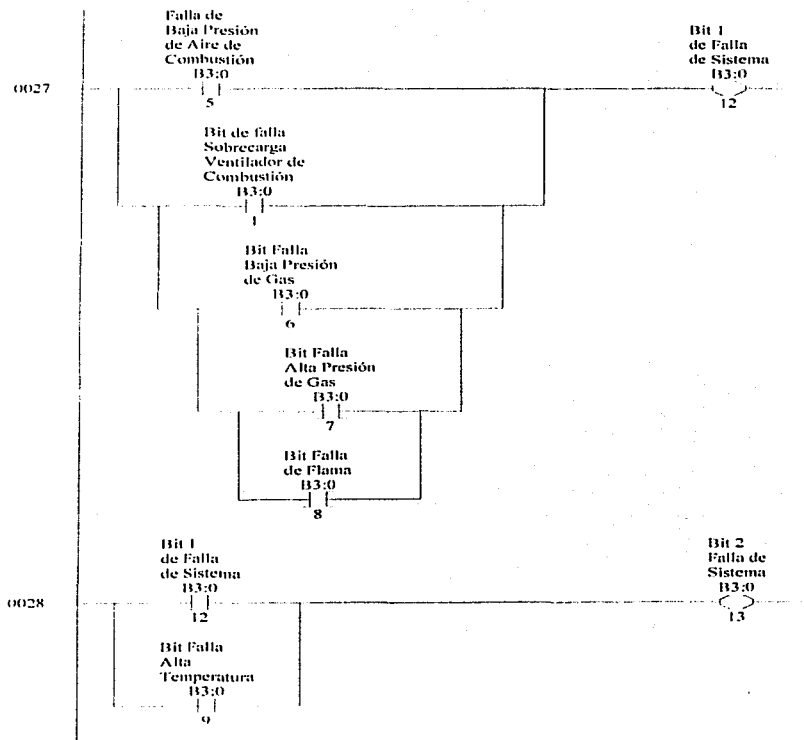 Falla de
Baja Presión
de Aire de
Combustión
B3:0
5
Bit 1
de Falla
de Sistema
B3:0
12
0027
Bit de falla
Sobrecarga
Ventilador de
Combustión
B3:0
1
Bit Falla
Baja Presión
de Gas
B3:0
6
Bit Falla
Alta Presión
de Gas
B3:0
7
Bit Falla
de Flama
B3:0
8
Bit 1
de Falla
de Sistema
B3:0
12
Bit 2
Falla de
Sistema
B3:0
13
0028
Bit Falla
Alta
Temperatura
B3:0
9